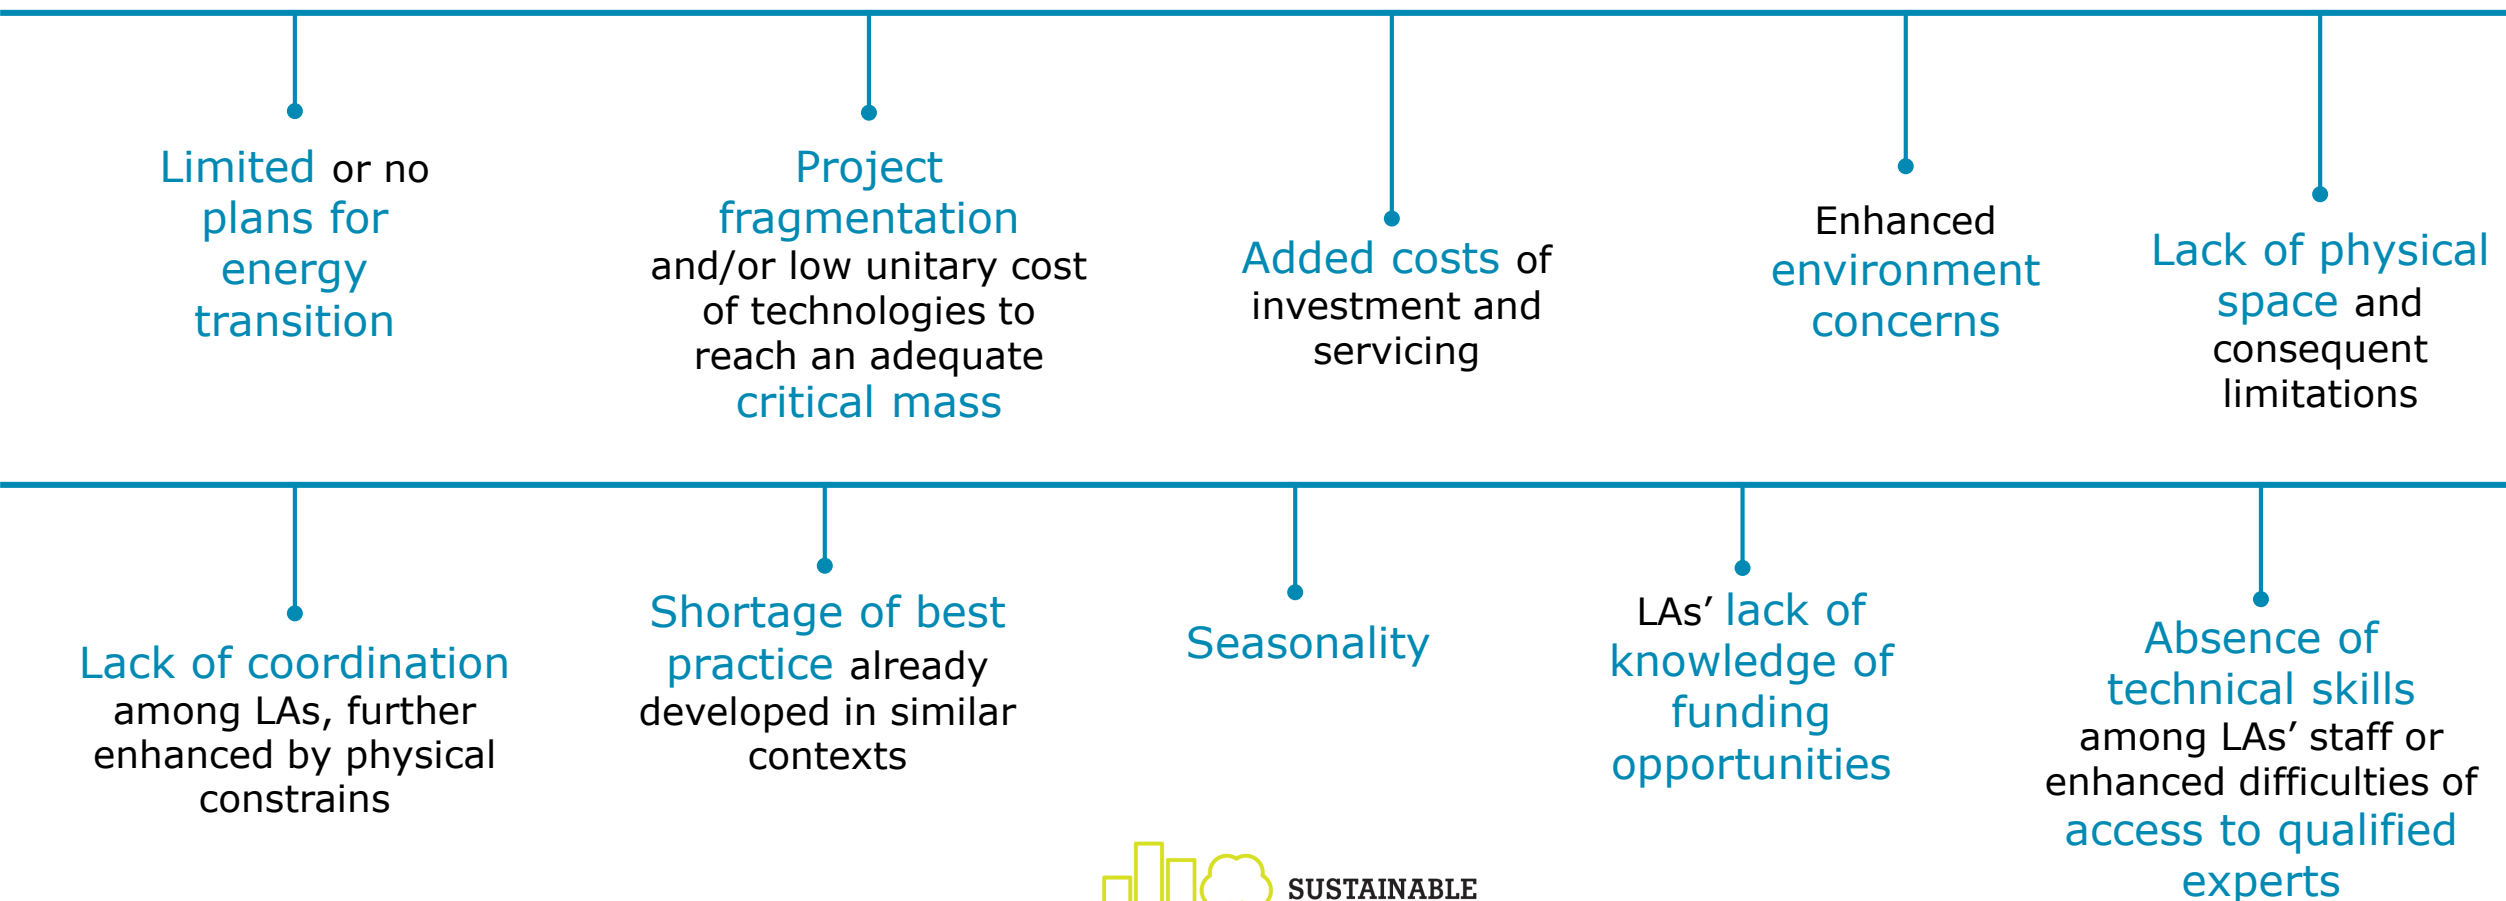 Limited or no
plans for
energy
transition
Project
fragmentation
and/or low unitary cost
of technologies to
reach an adequate
critical mass
Added costs of
investment and
servicing
Enhanced
environment
concerns
Lack of physical
space and
consequent
limitations
Lack of coordination
among LAs, further
enhanced by physical
constrains
Shortage of best
practice already
developed in similar
contexts
Seasonality
LAs’ lack of
knowledge of
funding
opportunities
Absence of
technical skills
among LAs’ staff or
enhanced difficulties of
access to qualified
experts
SUSTAINABLE